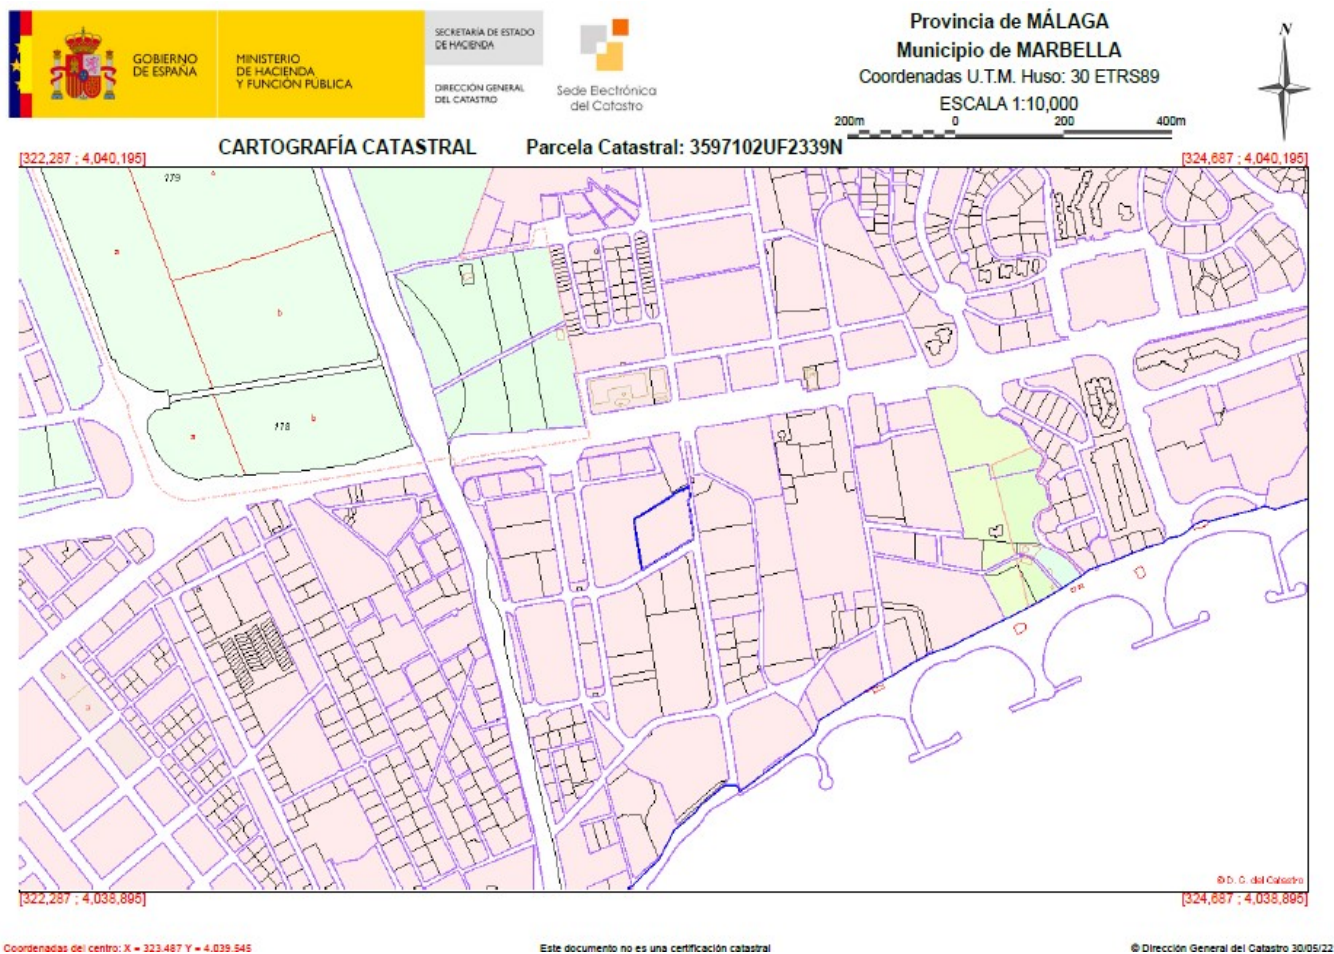 GOBIERNO
DE ESPAÑA
MINISTERIO
DE HACIENDA
Y FUNCIÓN PÚBLICA
SECRETARÍA DE ESTADO
DE HACIENDA
DIRECCIÓN GENERAL
DEL CATASTRO
Sede Electrónica
del Catastro
Provincia de MÁLAGA
Municipio de MARBELLA
Coordenadas U.T.M. Huso: 30 ETRS89
ESCALA 1:10,000
200m 0 200 400m
N
CARTOGRAFÍA CATASTRAL Parcela Catastral: 3597102UF2339N
[322,287 ; 4,040,195] [324,687 ; 4,040,195]
179
a
b
a
b
178
© D. G. del Catastro
[322,287 ; 4,038,895] [324,687 ; 4,038,895]
Coordenadas del centro: X = 323.487 Y = 4.039.545 Este documento no es una certificación catastral © Dirección General del Catastro 30/05/22